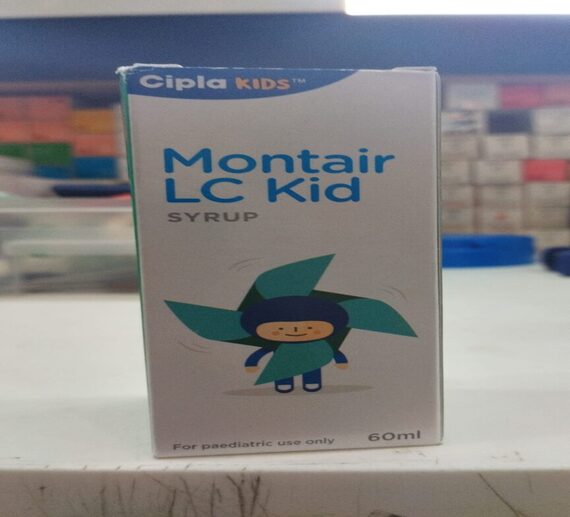 Cipla KIDS™
Montair
LC Kid
SYRUP
For paediatric use only
60ml